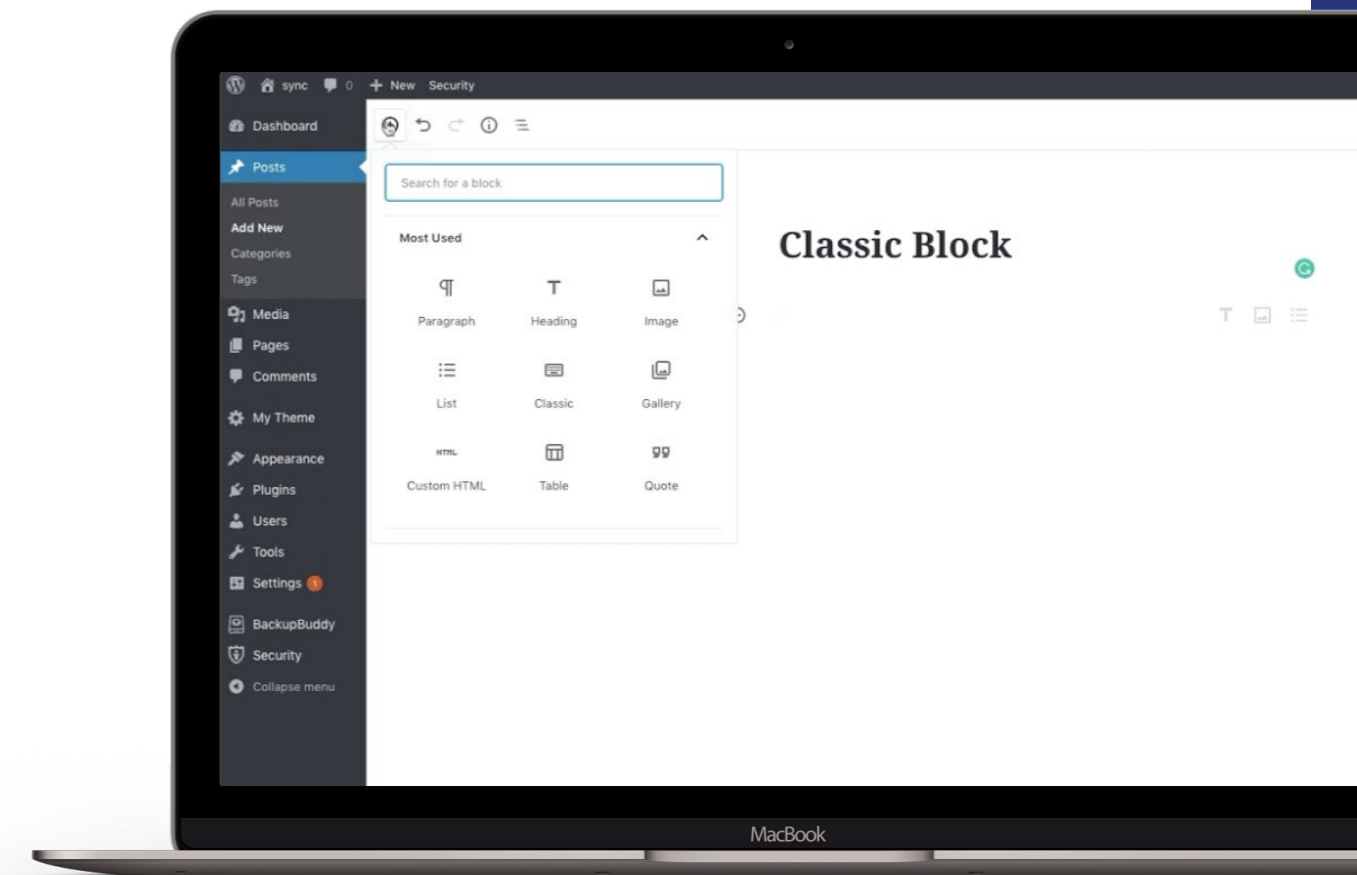 sync 0 New Security
Dashboard
Posts
All Posts
Add New
Categories
Tags
Media
Pages
Comments
My Theme
Appearance
Plugins
Users
Tools
Settings 1
BackupBuddy
Security
Collapse menu
Search for a block
Most Used
Paragraph Heading Image
List Classic Gallery
HTML
Custom HTML Table Quote
Classic Block
MacBook